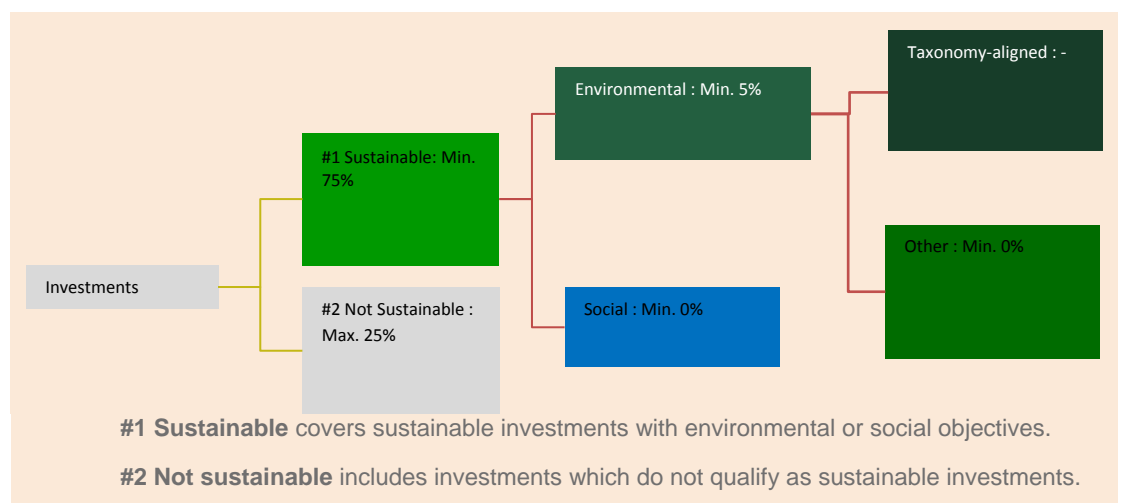 Taxonomy-aligned : -
Environmental : Min. 5%
#1 Sustainable: Min.
75%
Other : Min. 0%
Investments
#2 Not Sustainable :
Max. 25%
Social : Min. 0%
#1 Sustainable covers sustainable investments with environmental or social objectives.
#2 Not sustainable includes investments which do not qualify as sustainable investments.